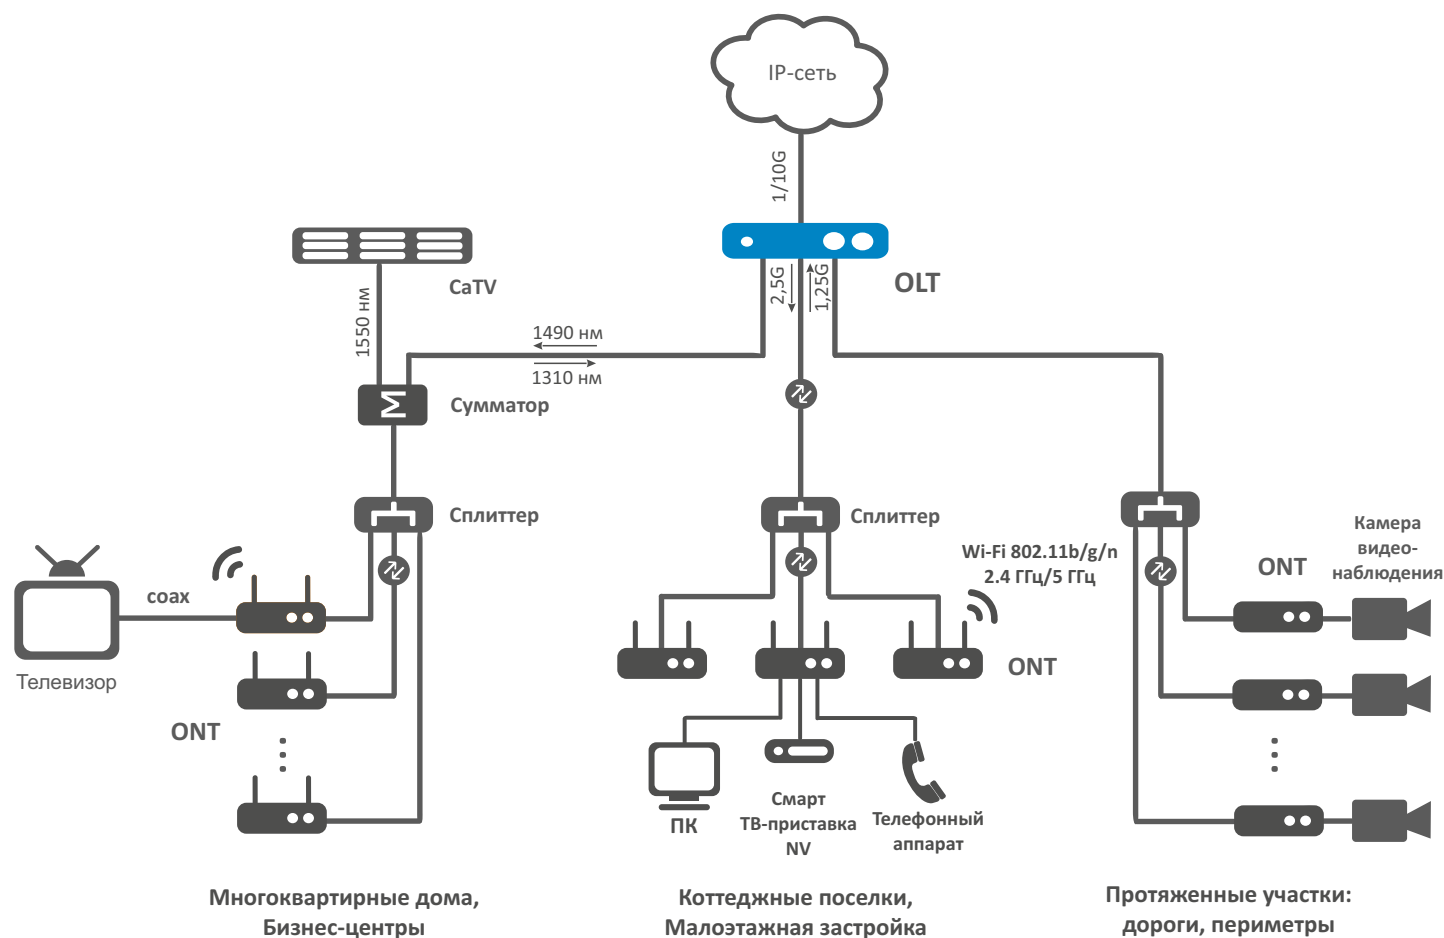 IP-сеть
1/10G
OLT
2,5G
1,25G
CaTV
1550 нм
1490 нм
1310 нм
Сумматор
M
Сплиттер
Сплиттер
Wi-Fi 802.11b/g/n
2.4 ГГц/5 ГГц
Камера
видео-
наблюдения
ONT
coax
Телевизор
ONT
ONT
ПК
Смарт
ТВ-приставка
NV
Телефонный
аппарат
Многоквартирные дома,
Бизнес-центры
Коттеджные поселки,
Малоэтажная застройка
Протяженные участки:
дороги, периметры